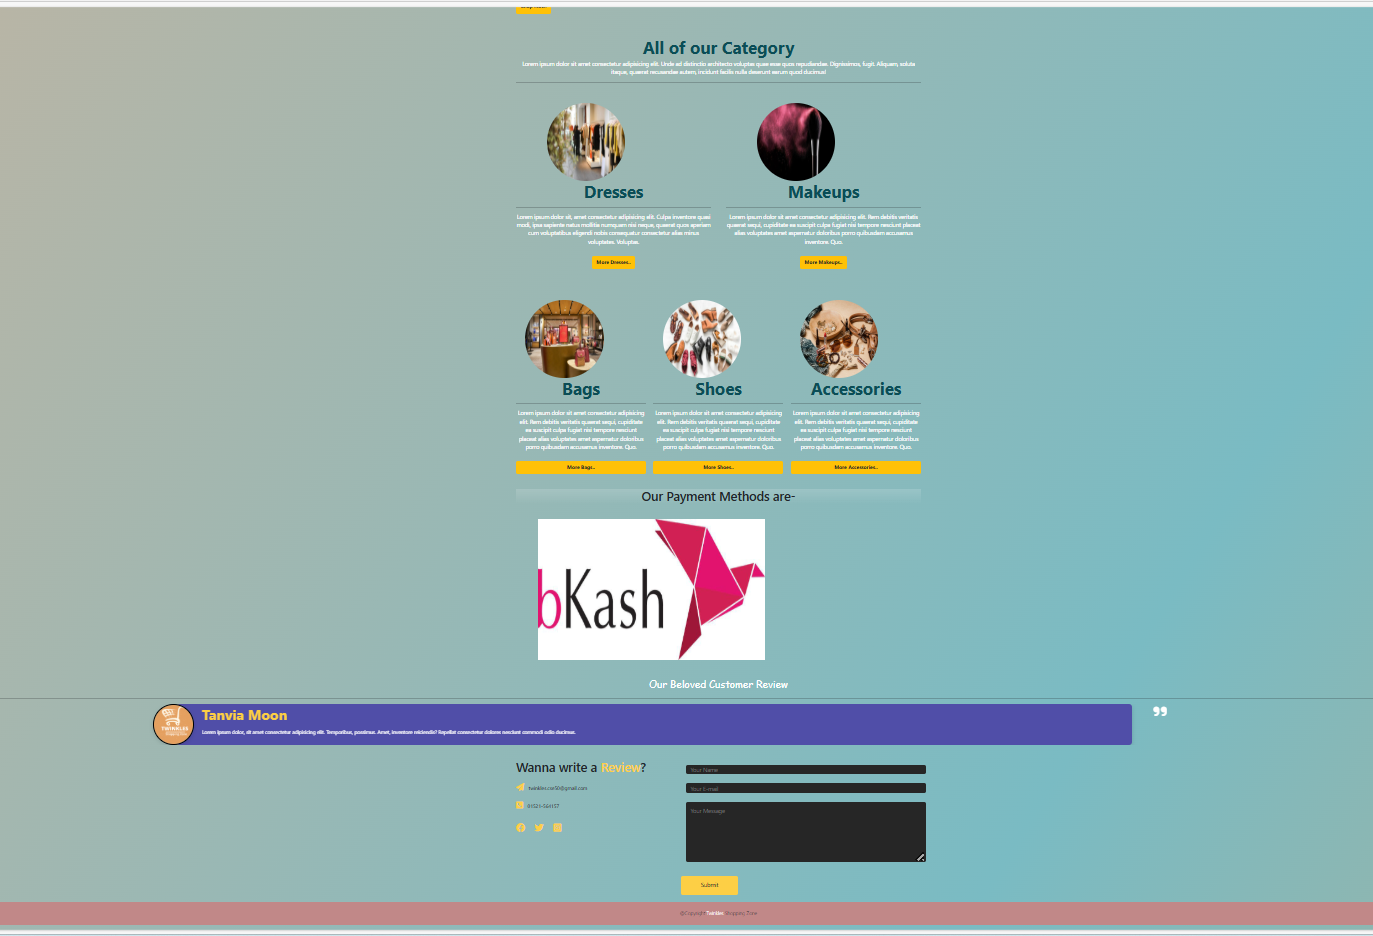 All of our Category
Lorem ipsum dolor sit amet consectetur adipisicing elit. Unde ad distinctio architecto voluptas quae esse quos repudiandae. Dignissimos, fugit. Aliquam, soluta
itaque, quaerat recusandae autem, incidunt facilis nulla deserunt earum quod ducimus!
Dresses
Lorem ipsum dolor sit, amet consectetur adipisicing elit. Culpa inventore quasi
modi, ipsa sapiente natus mollitia numquam nisi neque, quaerat quos aperiam
cum voluptatibus eligendi nobis consequatur consectetur alias minus
voluptates. Voluptas.
More Dresses..
Makeups
Lorem ipsum dolor sit amet consectetur adipisicing elit. Rem debitis veritatis
quaerat sequi, cupiditate ea suscipit culpa fugiat nisi tempore nesciunt placeat
alias voluptates amet aspernatur doloribus porro quibusdam accusamus
inventore. Quo.
More Makeups..
Bags
Lorem ipsum dolor sit amet consectetur adipisicing
elit. Rem debitis veritatis quaerat sequi, cupiditate
ea suscipit culpa fugiat nisi tempore nesciunt
placeat alias voluptates amet aspernatur doloribus
porro quibusdam accusamus inventore. Quo.
More Bags..
Shoes
Lorem ipsum dolor sit amet consectetur adipisicing
elit. Rem debitis veritatis quaerat sequi, cupiditate
ea suscipit culpa fugiat nisi tempore nesciunt
placeat alias voluptates amet aspernatur doloribus
porro quibusdam accusamus inventore. Quo.
More Shoes..
Accessories
Lorem ipsum dolor sit amet consectetur adipisicing
elit. Rem debitis veritatis quaerat sequi, cupiditate
ea suscipit culpa fugiat nisi tempore nesciunt
placeat alias voluptates amet aspernatur doloribus
porro quibusdam accusamus inventore. Quo.
More Accessories..
Our Payment Methods are-
bKash
Our Beloved Customer Review
TWINKLES
Tanvia Moon
Lorem ipsum dolor, sit amet consectetur adipisicing elit. Temporibus, possimus. Amet, inventore reiciendis? Repellat consectetur dolores nesciunt commodi odio ducimus.
Wanna write a Review?
twinkles.cse50@gmail.com
Your Name
Your E-mail
Your Message
Submit
@Copyright Twinkles